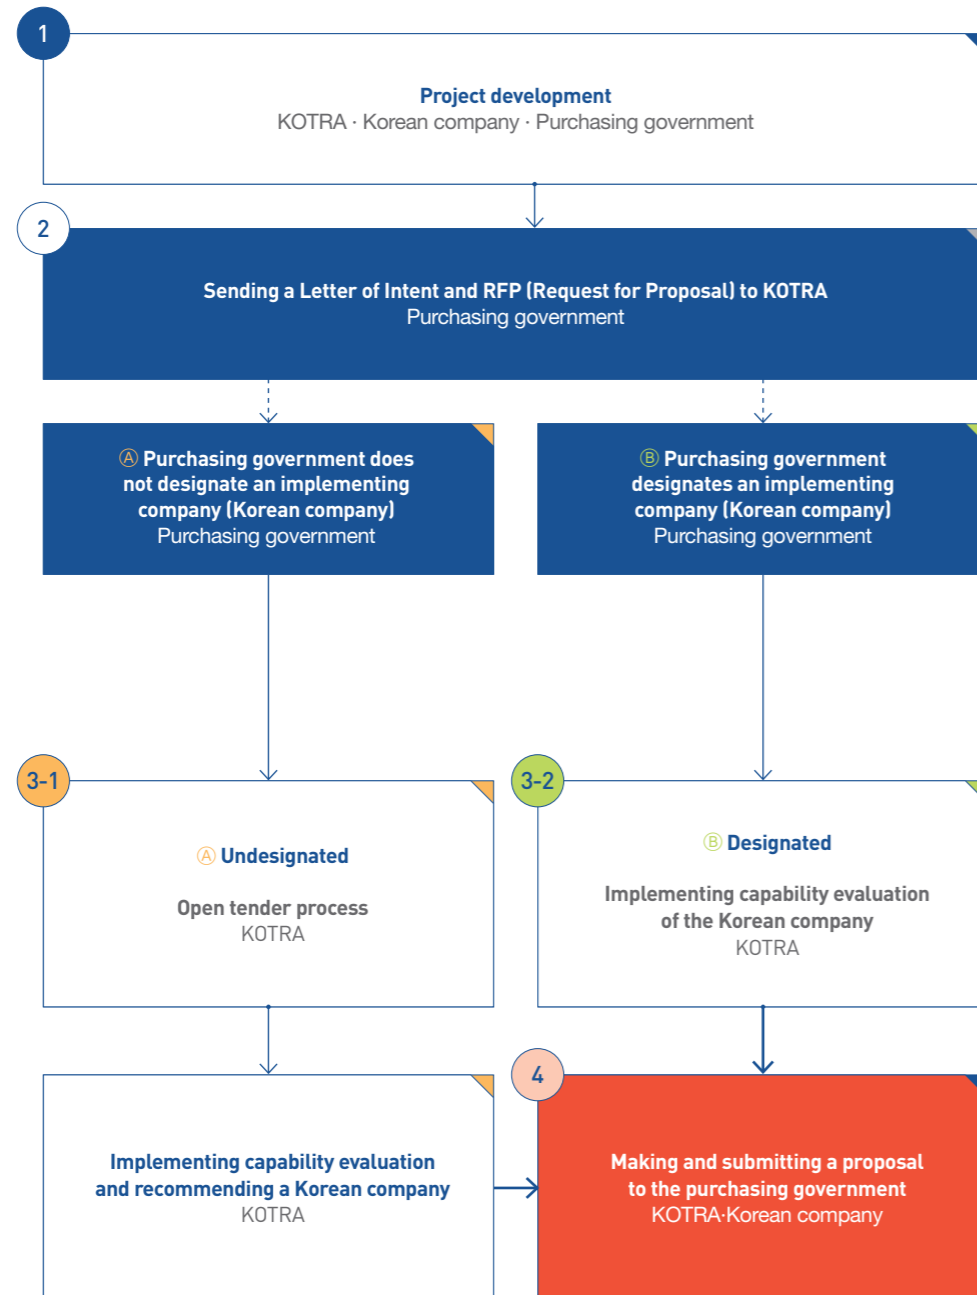 1
Project development
KOTRA · Korean company · Purchasing government
2
Sending a Letter of Intent and RFP (Request for Proposal) to KOTRA
Purchasing government
Ⓐ Purchasing government does
not designate an implementing
company (Korean company)
Purchasing government
Ⓑ Purchasing government
designates an implementing
company (Korean company)
Purchasing government
3-1
Ⓐ Undesignated
Open tender process
KOTRA
3-2
Ⓑ Designated
Implementing capability evaluation
of the Korean company
KOTRA
Implementing capability evaluation
and recommending a Korean company
KOTRA
4
Making and submitting a proposal
to the purchasing government
KOTRA·Korean company